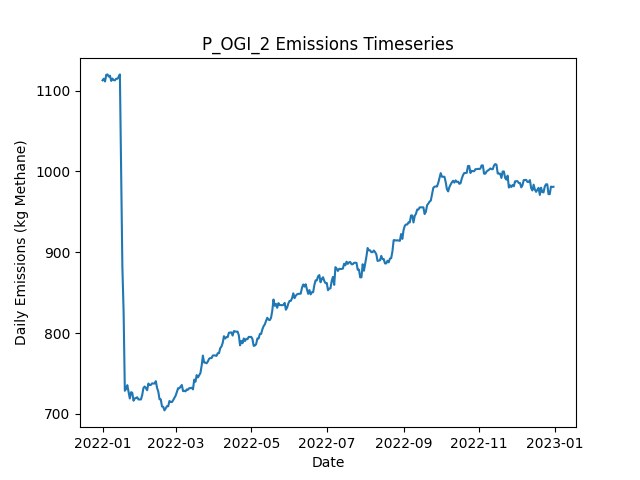 P_OGI_2 Emissions Timeseries
Daily Emissions (kg Methane)
1100
1000
900
800
700
2022-01 2022-03 2022-05 2022-07 2022-09 2022-11 2023-01
Date